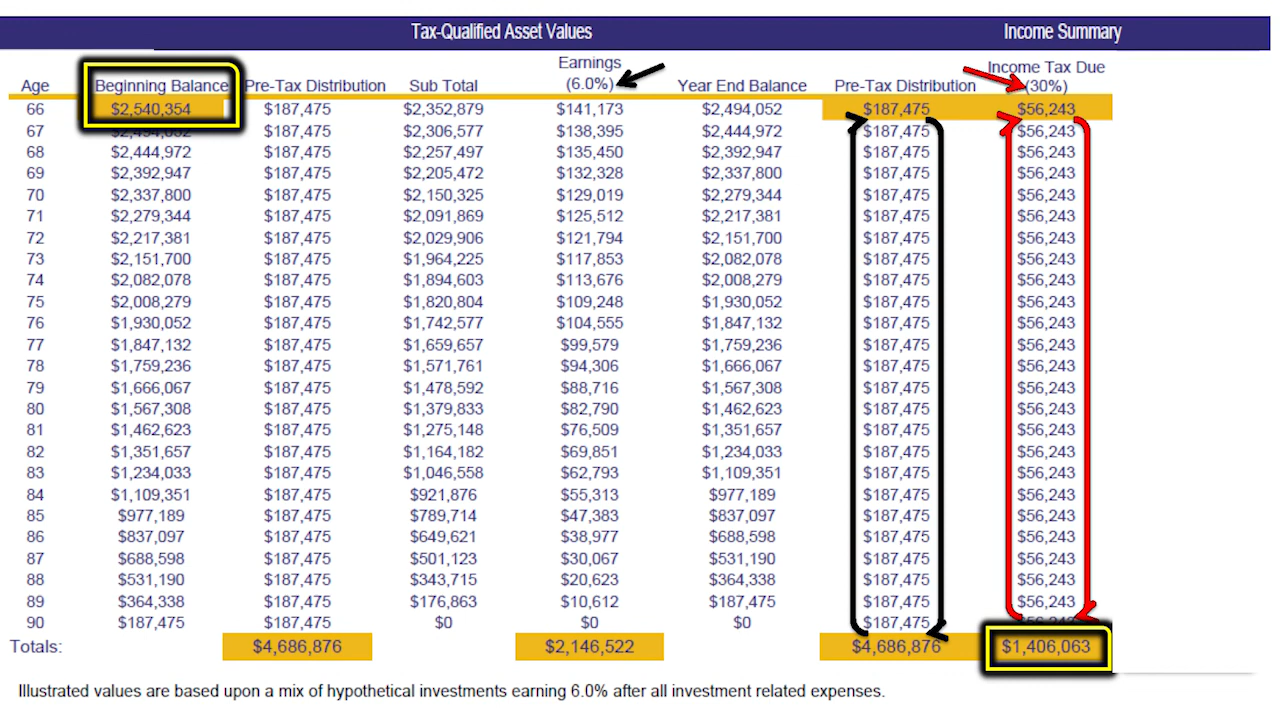 Tax-Qualified Asset Values Income Summary
Age Beginning Balance Pre-Tax Distribution Sub Total Earnings (6.0%) Year End Balance Pre-Tax Distribution Income Tax Due (30%)
66 $2,540,354 $187,475 $2,352,879 $141,173 $2,494,052 $187,475 $56,243
67 $2,494,052 $187,475 $2,306,577 $138,395 $2,444,972 $187,475 $56,243
68 $2,444,972 $187,475 $2,257,497 $135,450 $2,392,947 $187,475 $56,243
69 $2,392,947 $187,475 $2,205,472 $132,328 $2,337,800 $187,475 $56,243
70 $2,337,800 $187,475 $2,150,325 $129,019 $2,279,344 $187,475 $56,243
71 $2,279,344 $187,475 $2,091,869 $125,512 $2,217,381 $187,475 $56,243
72 $2,217,381 $187,475 $2,029,906 $121,794 $2,151,700 $187,475 $56,243
73 $2,151,700 $187,475 $1,964,225 $117,853 $2,082,078 $187,475 $56,243
74 $2,082,078 $187,475 $1,894,603 $113,676 $2,008,279 $187,475 $56,243
75 $2,008,279 $187,475 $1,820,804 $109,248 $1,930,052 $187,475 $56,243
76 $1,930,052 $187,475 $1,742,577 $104,555 $1,847,132 $187,475 $56,243
77 $1,847,132 $187,475 $1,659,657 $99,579 $1,759,236 $187,475 $56,243
78 $1,759,236 $187,475 $1,571,761 $94,306 $1,666,067 $187,475 $56,243
79 $1,666,067 $187,475 $1,478,592 $88,716 $1,567,308 $187,475 $56,243
80 $1,567,308 $187,475 $1,379,833 $82,790 $1,462,623 $187,475 $56,243
81 $1,462,623 $187,475 $1,275,148 $76,509 $1,351,657 $187,475 $56,243
82 $1,351,657 $187,475 $1,164,182 $69,851 $1,234,033 $187,475 $56,243
83 $1,234,033 $187,475 $1,046,558 $62,793 $1,109,351 $187,475 $56,243
84 $1,109,351 $187,475 $921,876 $55,313 $977,189 $187,475 $56,243
85 $977,189 $187,475 $789,714 $47,383 $837,097 $187,475 $56,243
86 $837,097 $187,475 $649,621 $38,977 $688,598 $187,475 $56,243
87 $688,598 $187,475 $501,123 $30,067 $531,190 $187,475 $56,243
88 $531,190 $187,475 $343,715 $20,623 $364,338 $187,475 $56,243
89 $364,338 $187,475 $176,863 $10,612 $187,475 $187,475 $56,243
90 $187,475 $187,475 $0 $0 $0 $187,475 $56,243
Totals: $4,686,876 $2,146,522 $4,686,876 $1,406,063
Illustrated values are based upon a mix of hypothetical investments earning 6.0% after all investment related expenses.